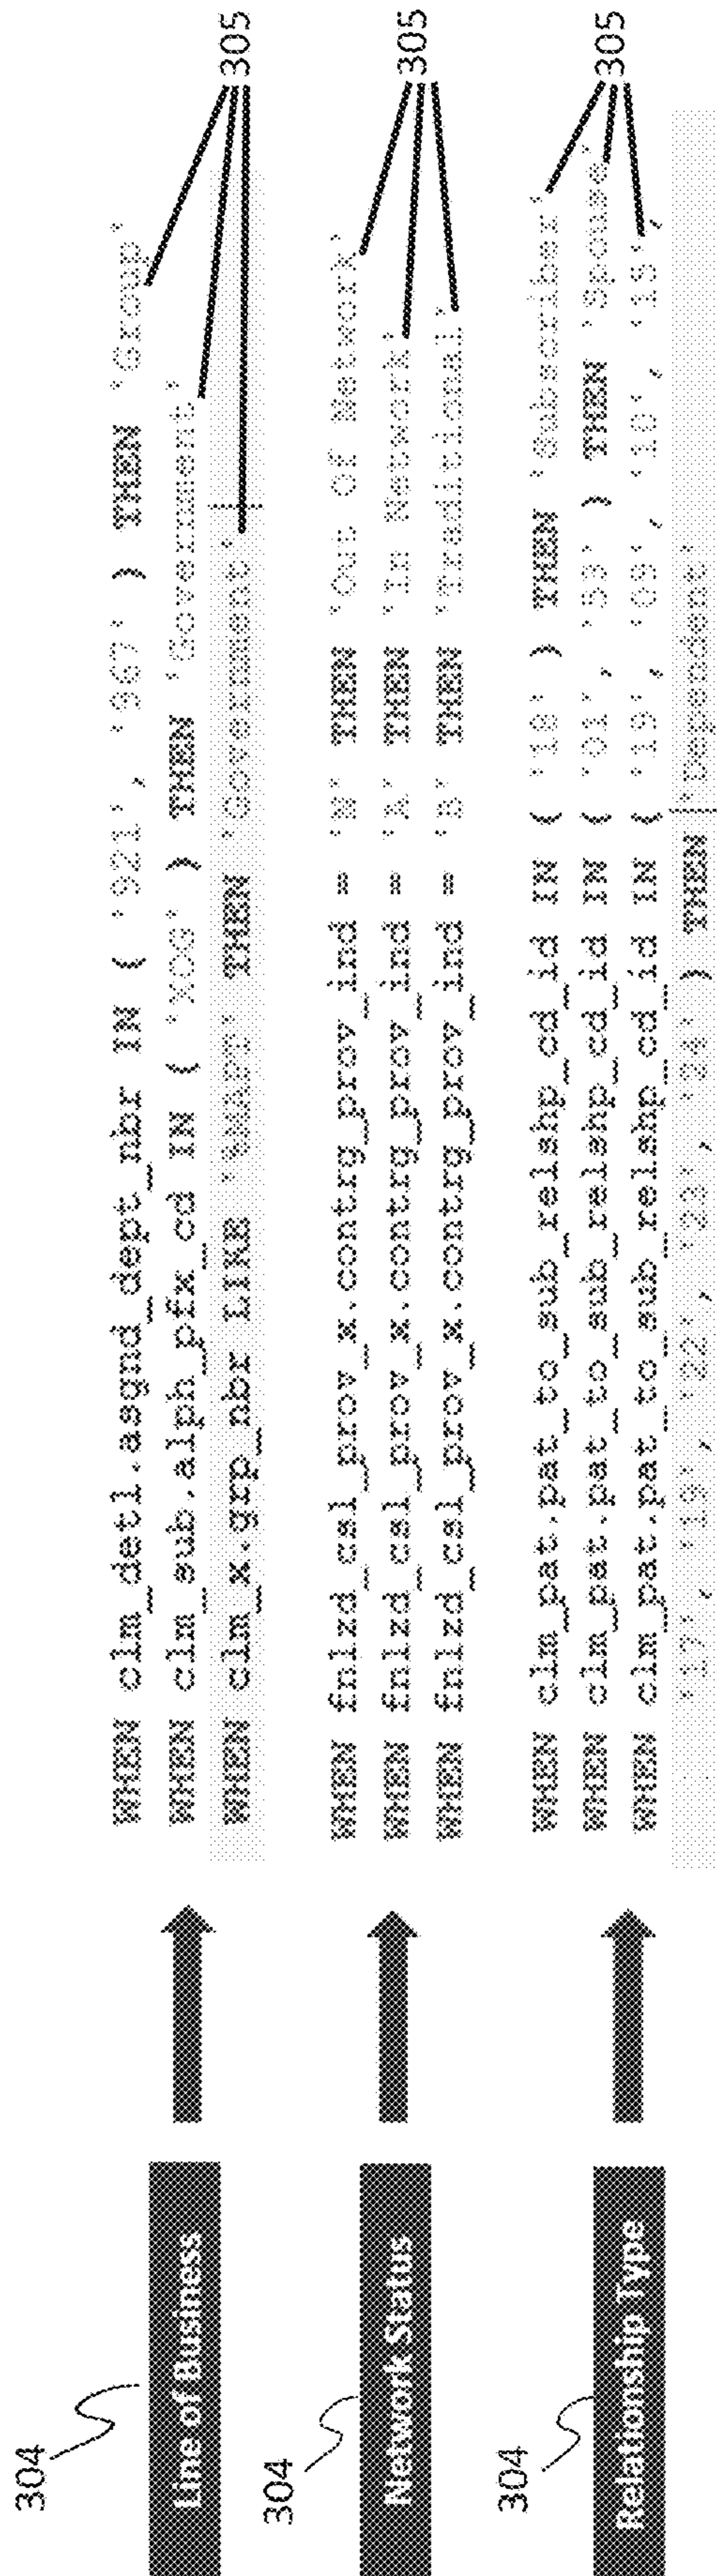 304
Line of Business
WHEN clm_detl.asgnd_dept_nbr IN ( '921', '967' ) THEN 'Group'
WHEN clm_sub.alph_pfx_cd IN ( 'XOG' ) THEN 'Government'
WHEN clm_x.grp_nbr LIKE THEN 'Government'
305
304
Network Status
WHEN fnlzd_csl_prov_x.contrg_prov_ind = 'N' THEN 'Out of Network'
WHEN fnlzd_csl_prov_x.contrg_prov_ind = 'A' THEN 'In Network'
WHEN fnlzd_csl_prov_x.contrg_prov_ind = 'B' THEN 'Traditional'
305
304
Relationship Type
WHEN clm_pat.pat_to_sub_relshp_cd_id IN ( '18' ) THEN 'Subscriber'
WHEN clm_pat.pat_to_sub_relshp_cd_id IN ( '01', '53' ) THEN 'Spouse'
WHEN clm_pat.pat_to_sub_relshp_cd_id IN ( '19', '09', '10', '15',
'17', '19', '22', '23', '24' ) THEN 'Dependent'
305